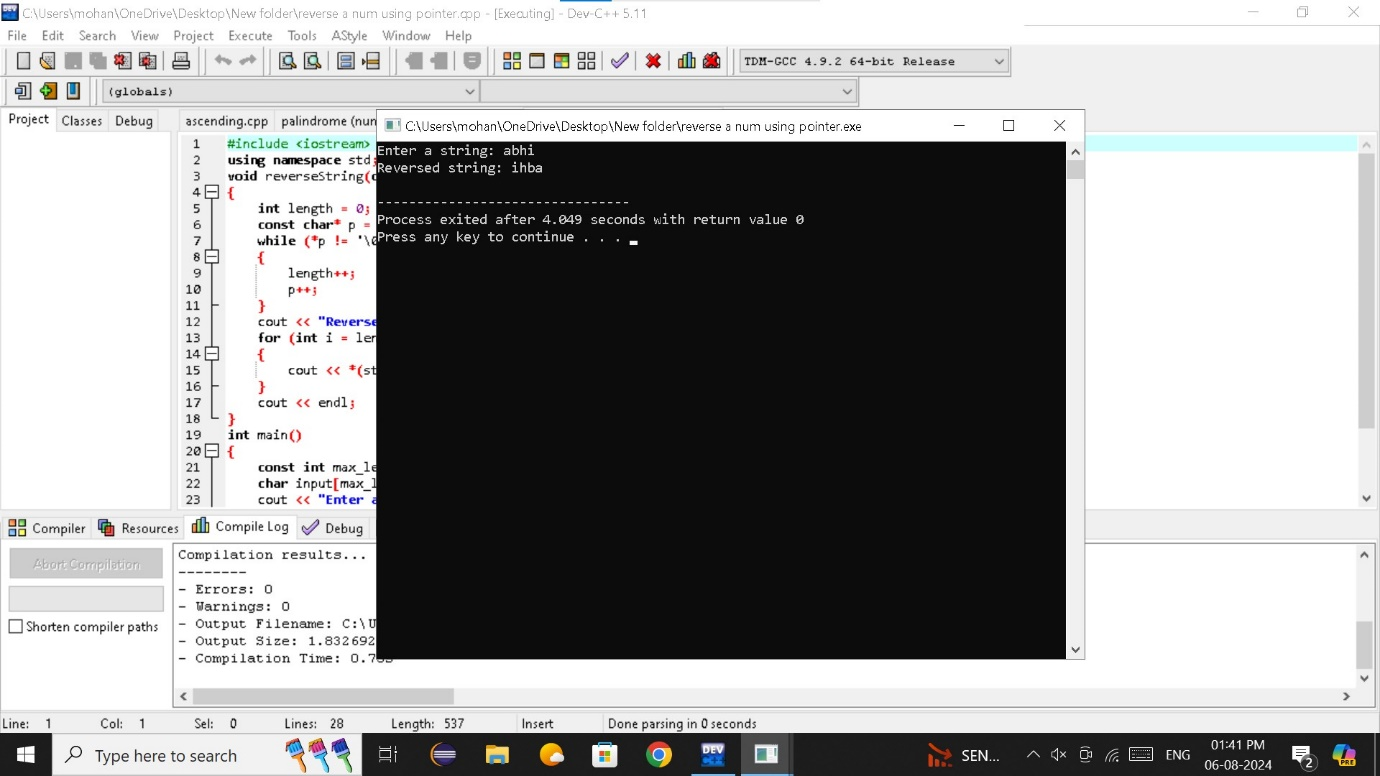 C:\Users\mohan\OneDrive\Desktop\New folder\reverse a num using pointer.cpp - [Executing] - Dev-C++ 5.11
File Edit Search View Project Execute Tools AStyle Window Help
TDM-GCC 4.9.2 64-bit Release
(globals)
Project Classes Debug
ascending.cpp palindrome (nun
C:\Users\mohan\OneDrive\Desktop\New folder\reverse a num using pointer.exe
Enter a string: abhi
Reversed string: ihba
--------------------------------
Process exited after 4.049 seconds with return value 0
Press any key to continue . . .
1 #include <iostream>
2 using namespace std;
3 void reverseString(
4 {
5 int length = 0;
6 const char* p =
7 while (*p != '\0
8 {
9 length++;
10 p++;
11 }
12 cout << "Reverse
13 for (int i = len
14 {
15 cout << *(st
16 }
17 cout << endl;
18 }
19 int main()
20 {
21 const int max_le
22 char input[max_l
23 cout << "Enter a
Compiler Resources Compile Log Debug
Abort Compilation
Shorten compiler paths
Compilation results...
--------
- Errors: 0
- Warnings: 0
- Output Filename: C:\U
- Output Size: 1.832692
- Compilation Time: 0.7
Line: 1 Col: 1 Sel: 0 Lines: 28 Length: 537 Insert Done parsing in 0 seconds
Type here to search
DEV
SEN...
ENG
01:41 PM
06-08-2024
2
PRE